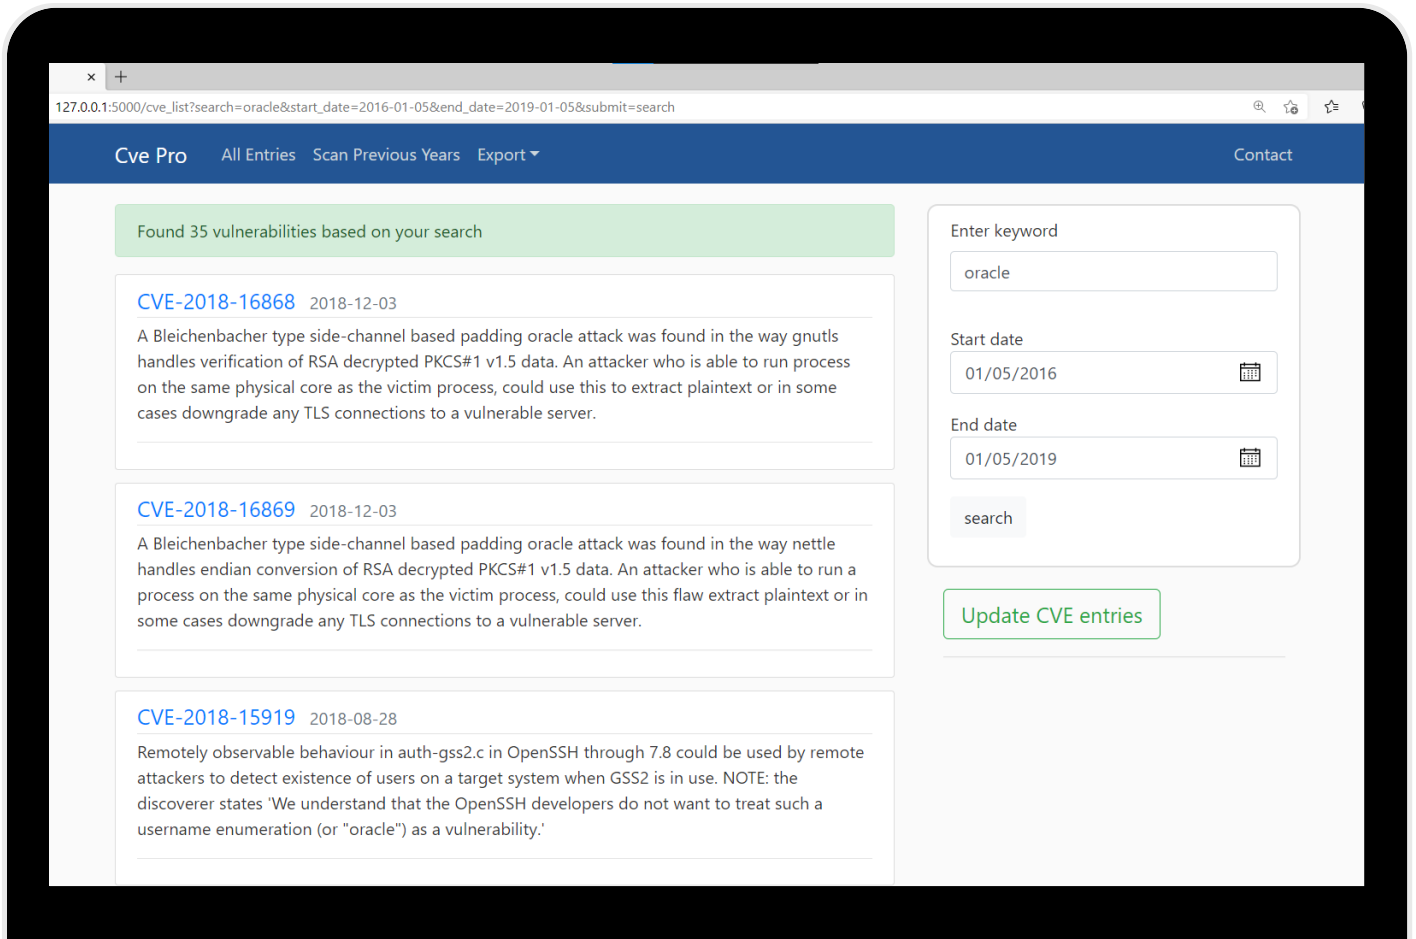 127.0.0.1:5000/cve_list?search=oracle&start_date=2016-01-05&end_date=2019-01-05&submit=search
Cve Pro All Entries Scan Previous Years Export Contact
Found 35 vulnerabilities based on your search
CVE-2018-16868 2018-12-03
A Bleichenbacher type side-channel based padding oracle attack was found in the way gnutls
handles verification of RSA decrypted PKCS#1 v1.5 data. An attacker who is able to run process
on the same physical core as the victim process, could use this to extract plaintext or in some
cases downgrade any TLS connections to a vulnerable server.
CVE-2018-16869 2018-12-03
A Bleichenbacher type side-channel based padding oracle attack was found in the way nettle
handles endian conversion of RSA decrypted PKCS#1 v1.5 data. An attacker who is able to run a
process on the same physical core as the victim process, could use this flaw extract plaintext or in
some cases downgrade any TLS connections to a vulnerable server.
CVE-2018-15919 2018-08-28
Remotely observable behaviour in auth-gss2.c in OpenSSH through 7.8 could be used by remote
attackers to detect existence of users on a target system when GSS2 is in use. NOTE: the
discoverer states 'We understand that the OpenSSH developers do not want to treat such a
username enumeration (or "oracle") as a vulnerability.'
Enter keyword
oracle
Start date
01/05/2016
End date
01/05/2019
search
Update CVE entries